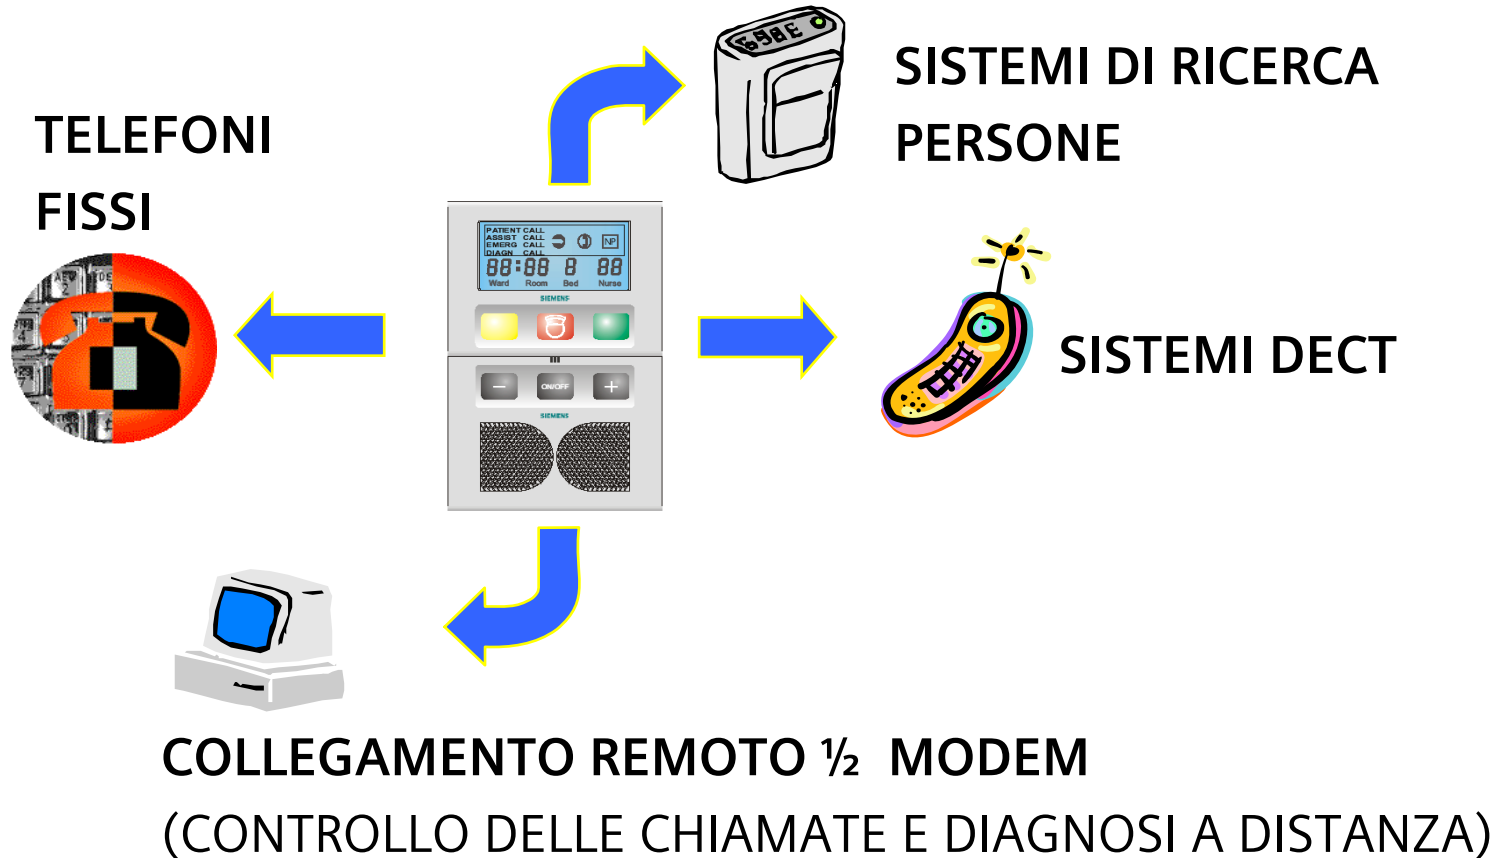 SISTEMI DI RICERCA
PERSONE
TELEFONI
FISSI
PATIENT CALL
ASSIST CALL
EMERG CALL
DIAGN CALL
NP
88:88 8 88
Ward Room Bed Nurse
SIEMENS
SISTEMI DECT
− ON/OFF +
SIEMENS
COLLEGAMENTO REMOTO ½ MODEM
(CONTROLLO DELLE CHIAMATE E DIAGNOSI A DISTANZA)